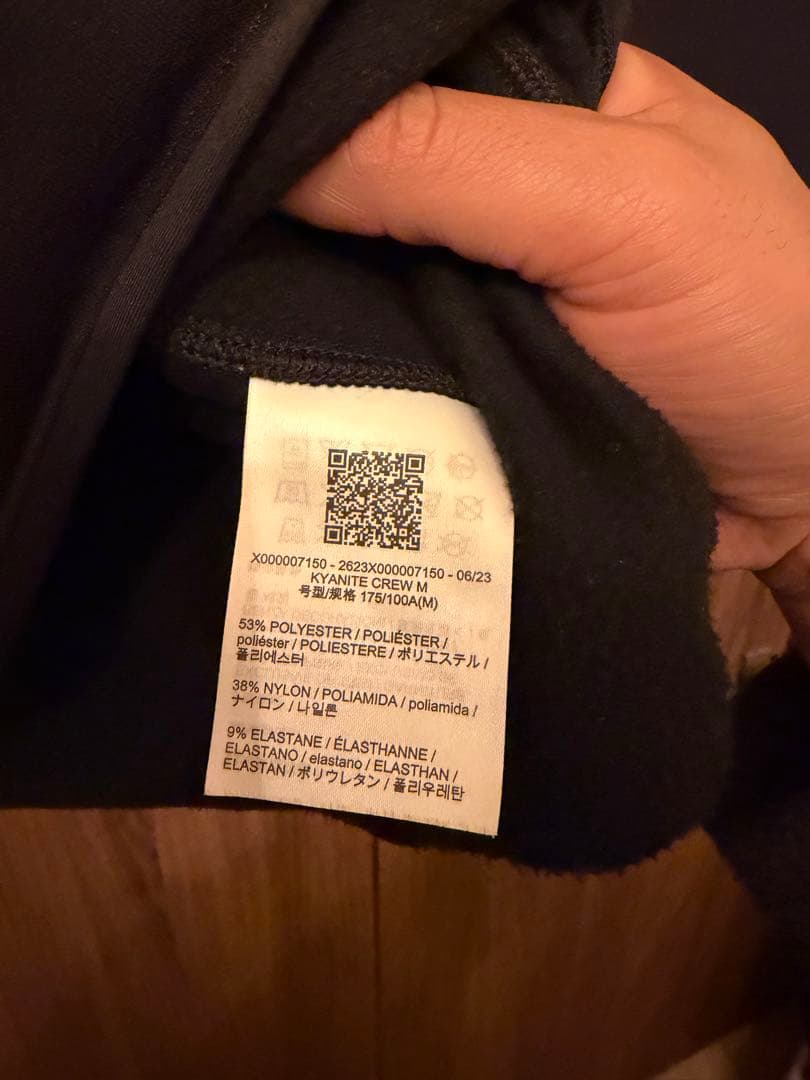 X000007150 - 2623X000007150 - 06/23
KYANITE CREW M
号型/规格 175/100A(M)
53% POLYESTER / POLIÉSTER /
poliéster / POLIESTERE / ポリエステル /
폴리에스터
38% NYLON / POLIAMIDA / poliamida /
ナイロン / 나일론
9% ELASTANE / ÉLASTHANNE /
ELASTANO / elastano / ELASTHAN /
ELASTAN / ポリウレタン / 폴리우레탄